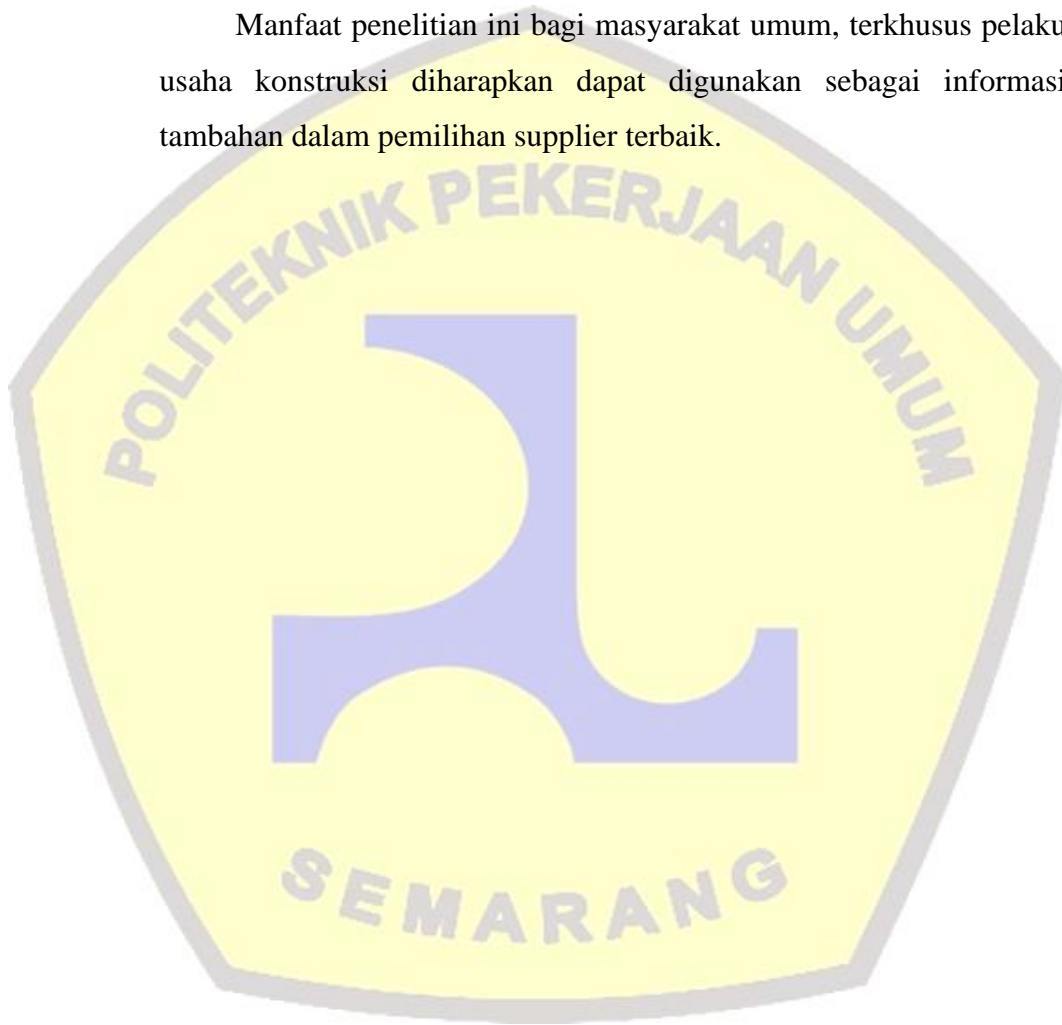 Manfaat penelitian ini bagi masyarakat umum, terkhusus pelaku
usaha konstruksi diharapkan dapat digunakan sebagai informasi
tambahan dalam pemilihan supplier terbaik.
POLITEKNIK PEKERJAAN UMUM
SEMARANG